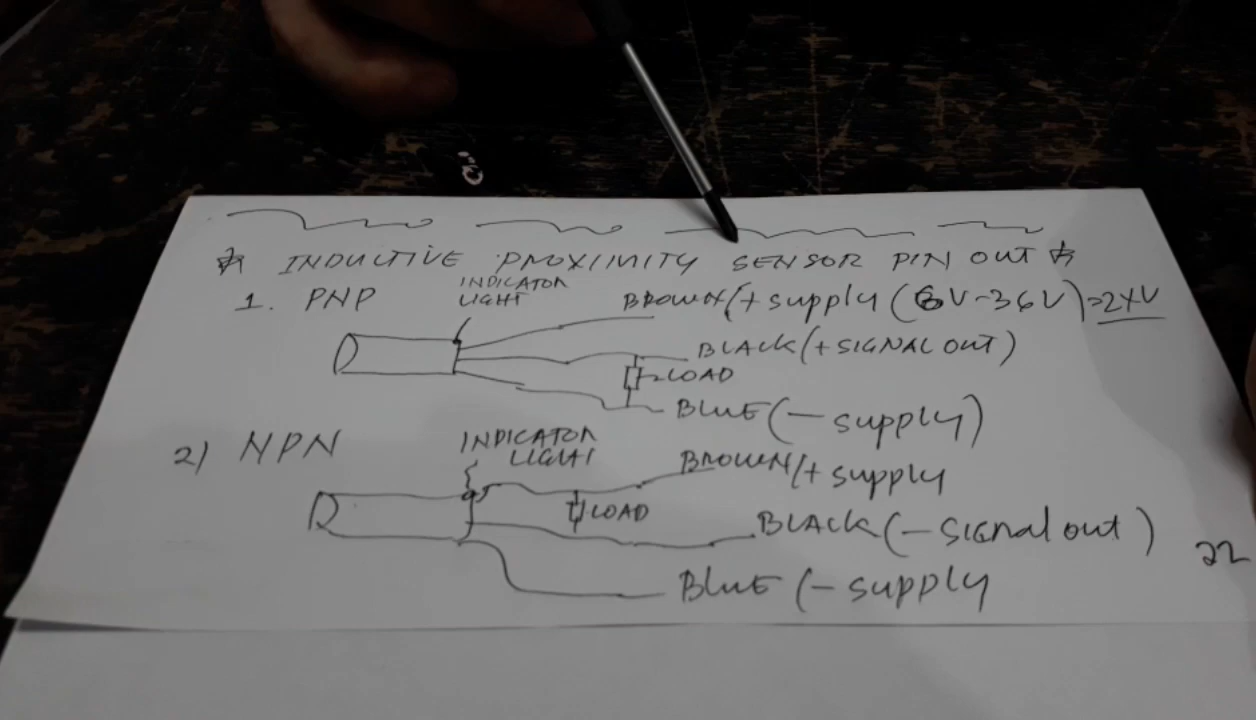 ☆ INDUCTIVE PROXIMITY SENSOR PIN OUT ☆
1. PNP
INDICATOR
LIGHT
BROWN/+ supply (6V-36V)=24V
BLACK(+SIGNAL OUT)
LOAD
BLUE(- supply)
2) NPN
INDICATOR
LIGHT
BROWN/+ supply
LOAD
BLACK(-Signal out)
BLUE (- supply
22